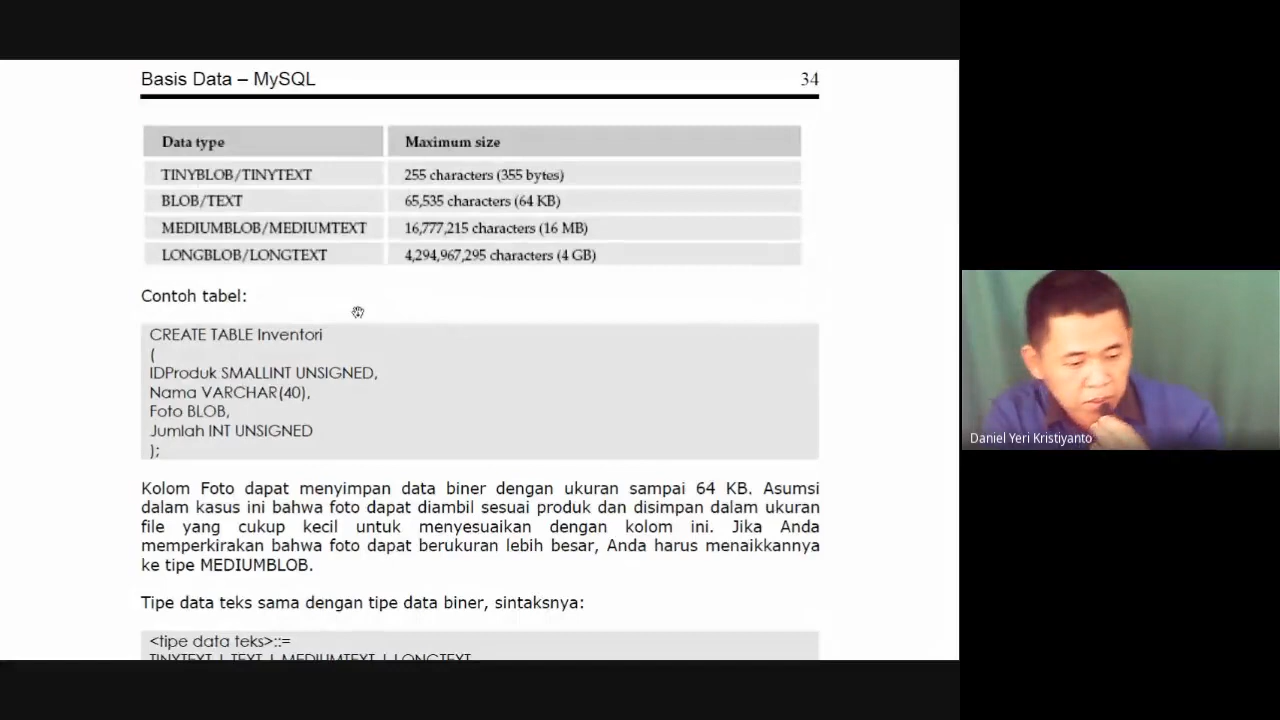 Basis Data – MySQL 34
Data type Maximum size
TINYBLOB/TINYTEXT 255 characters (355 bytes)
BLOB/TEXT 65,535 characters (64 KB)
MEDIUMBLOB/MEDIUMTEXT 16,777,215 characters (16 MB)
LONGBLOB/LONGTEXT 4,294,967,295 characters (4 GB)
Contoh tabel:
CREATE TABLE Inventori
(
IDProduk SMALLINT UNSIGNED,
Nama VARCHAR(40),
Foto BLOB,
Jumlah INT UNSIGNED
);
Kolom Foto dapat menyimpan data biner dengan ukuran sampai 64 KB. Asumsi
dalam kasus ini bahwa foto dapat diambil sesuai produk dan disimpan dalam ukuran
file yang cukup kecil untuk menyesuaikan dengan kolom ini. Jika Anda
memperkirakan bahwa foto dapat berukuran lebih besar, Anda harus menaikkannya
ke tipe MEDIUMBLOB.
Tipe data teks sama dengan tipe data biner, sintaksnya:
<tipe data teks>::=
TINYTEXT | TEXT | MEDIUMTEXT | LONGTEXT
Daniel Yeri Kristiyanto